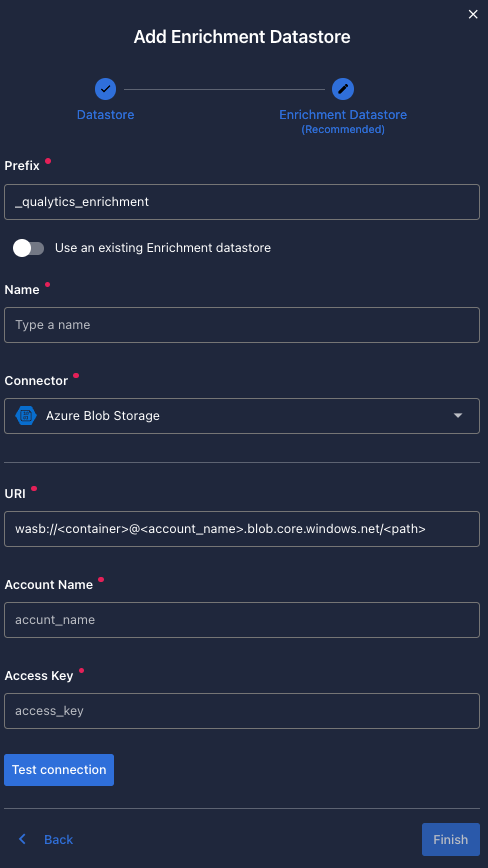 Add Enrichment Datastore
Datastore
Enrichment Datastore
(Recommended)
Prefix
_qualytics_enrichment
Use an existing Enrichment datastore
Name
Type a name
Connector
Azure Blob Storage
URI
wasb://<container>@<account_name>.blob.core.windows.net/<path>
Account Name
accunt_name
Access Key
access_key
Test connection
Back
Finish